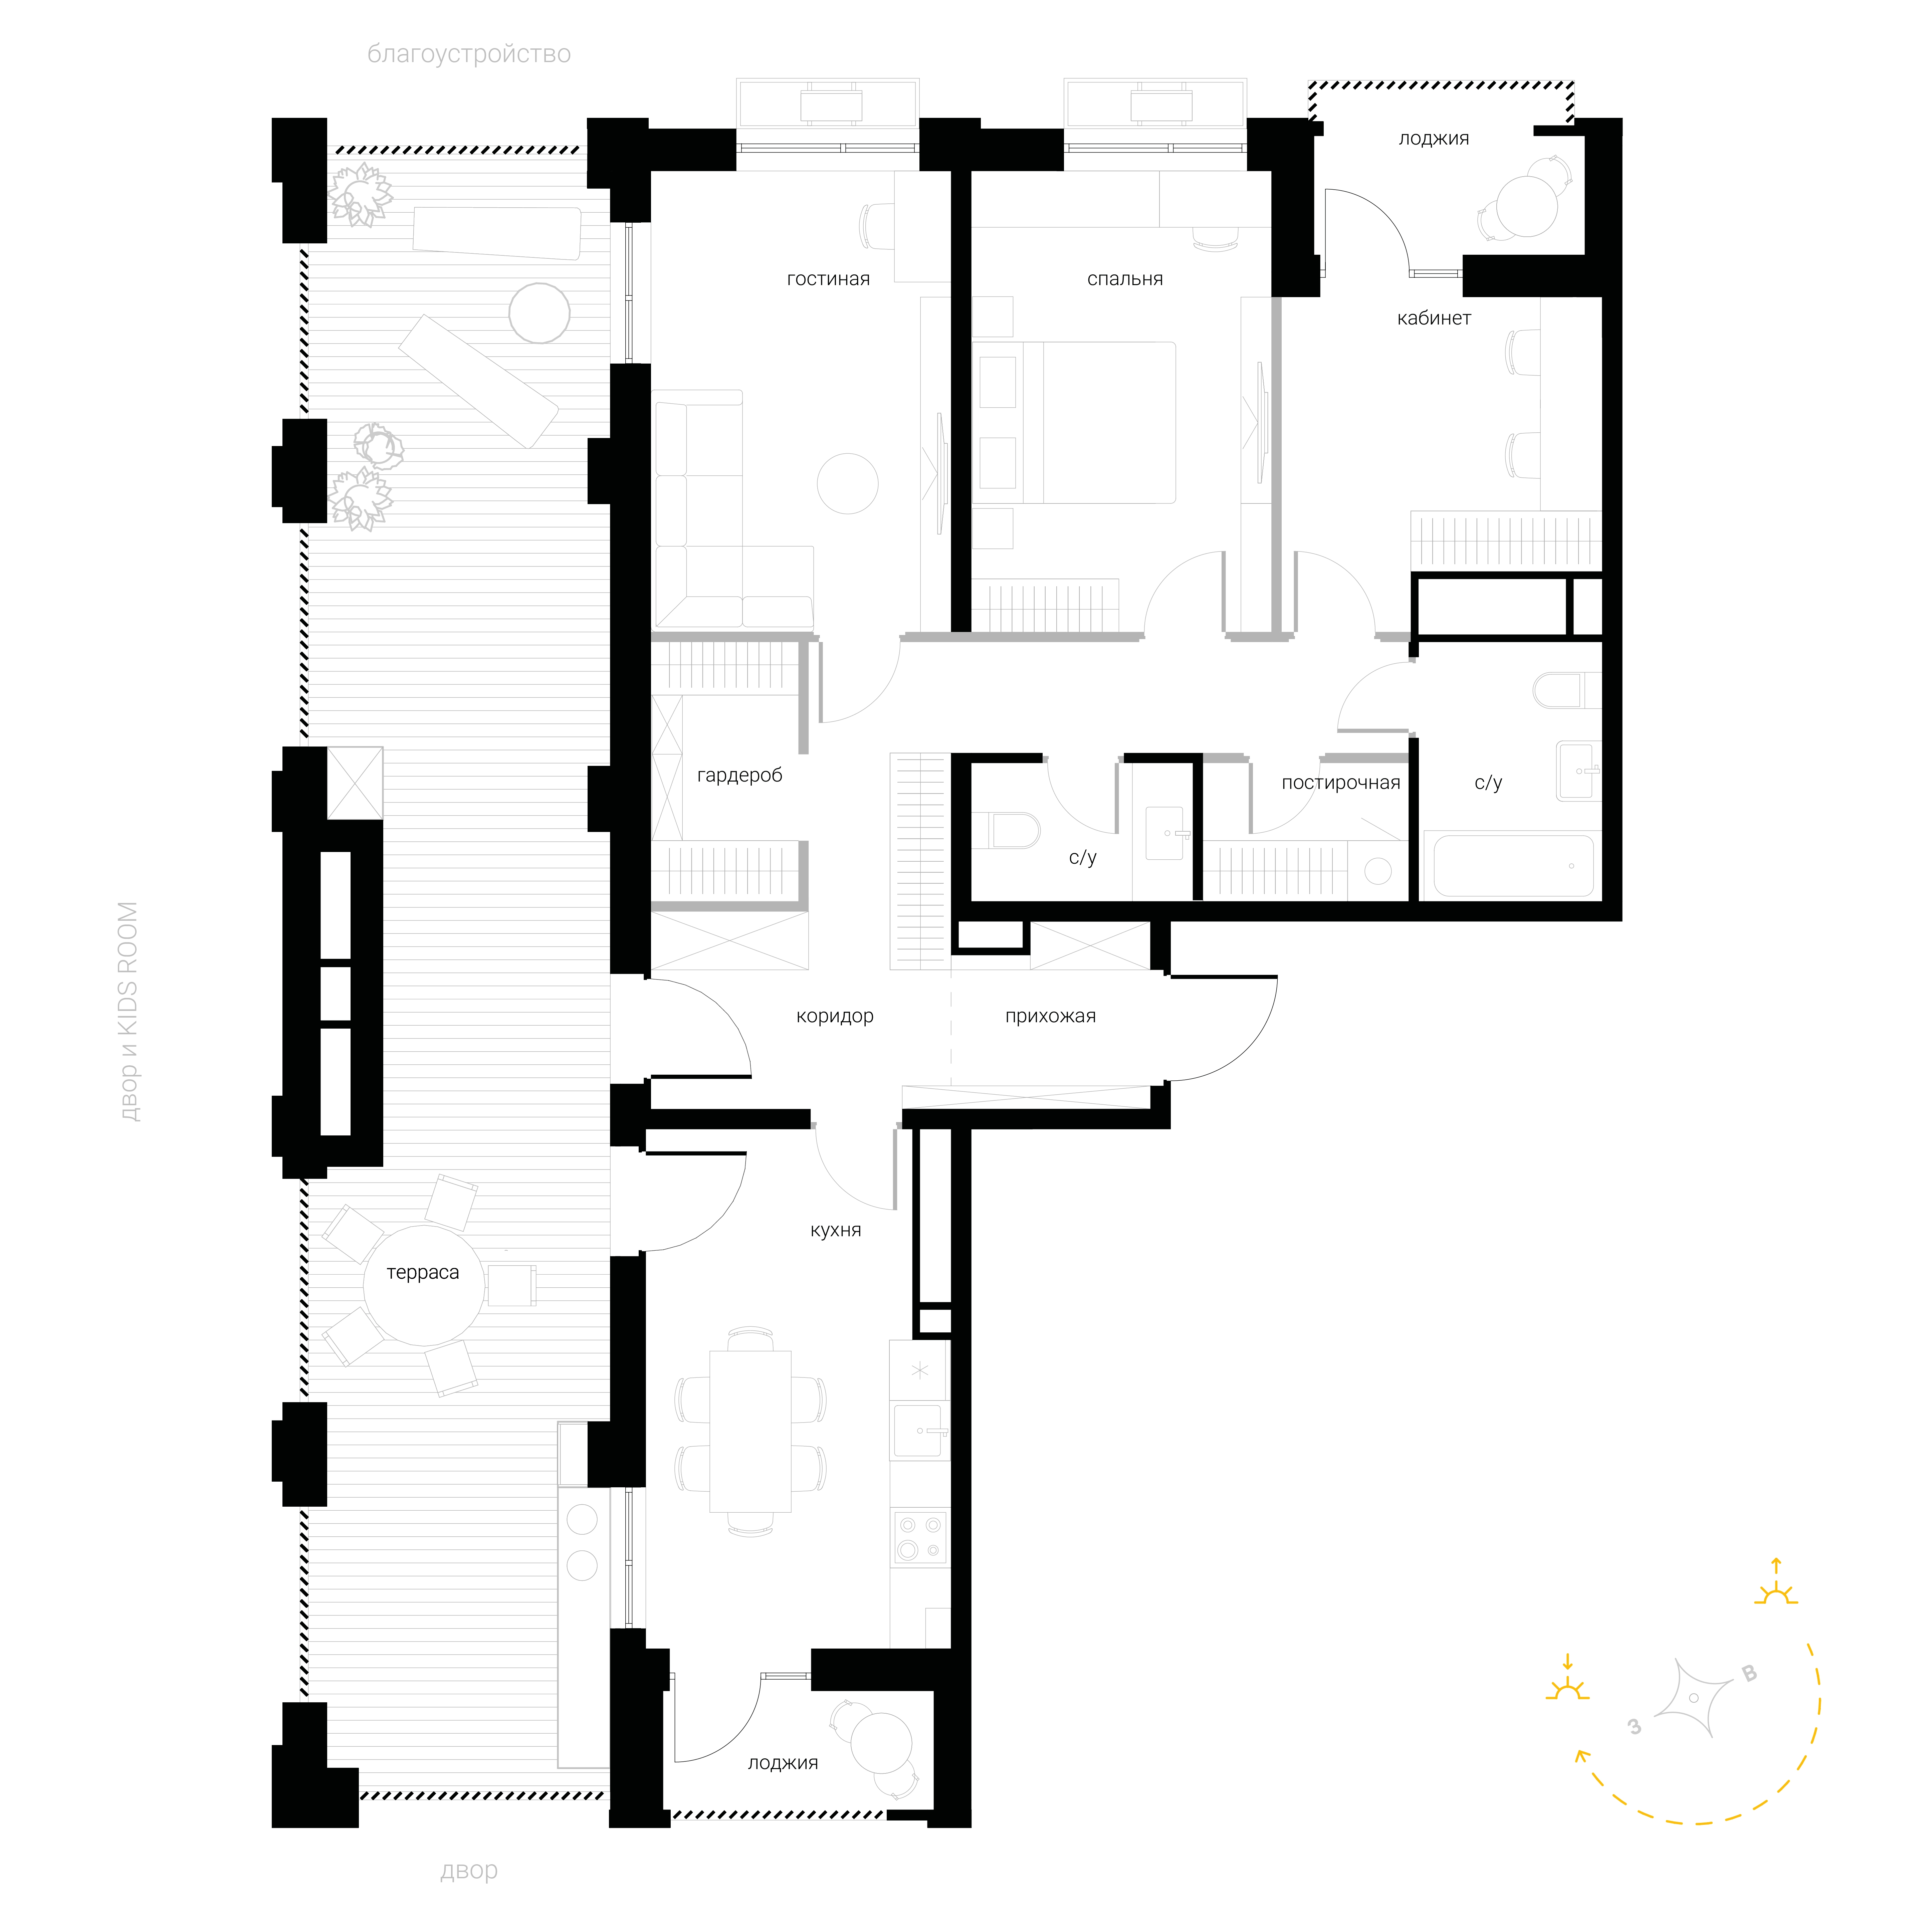 благоустройство
лоджия
гостиная
спальня
кабинет
гардероб
постирочная
с/у
с/у
двор и KIDS ROOM
коридор
прихожая
кухня
терраса
В
З
лоджия
двор